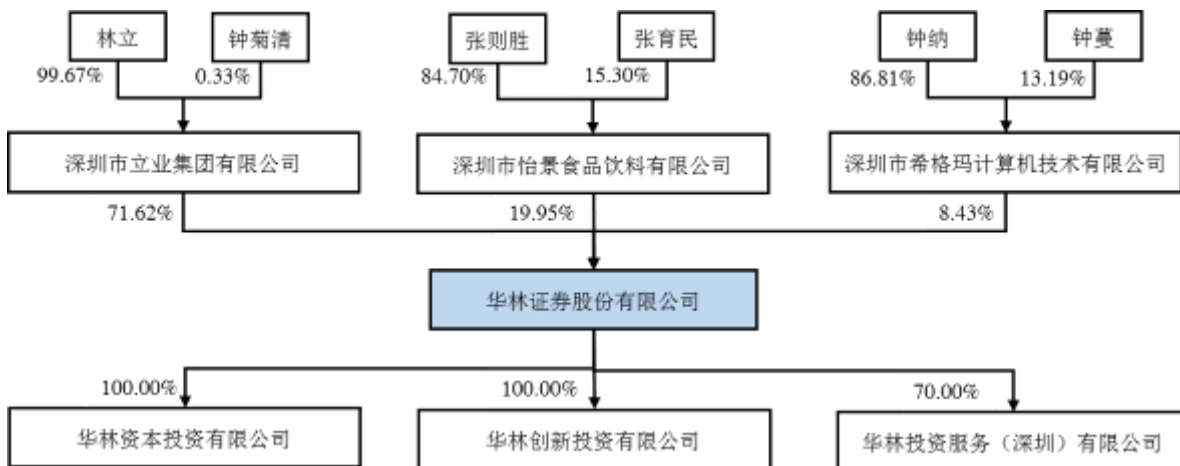 林立
钟菊清
张则胜
张育民
钟纳
钟蔓
99.67%
0.33%
84.70%
15.30%
86.81%
13.19%
深圳市立业集团有限公司
深圳市怡景食品饮料有限公司
深圳市希格玛计算机技术有限公司
71.62%
19.95%
8.43%
华林证券股份有限公司
100.00%
100.00%
70.00%
华林资本投资有限公司
华林创新投资有限公司
华林投资服务（深圳）有限公司